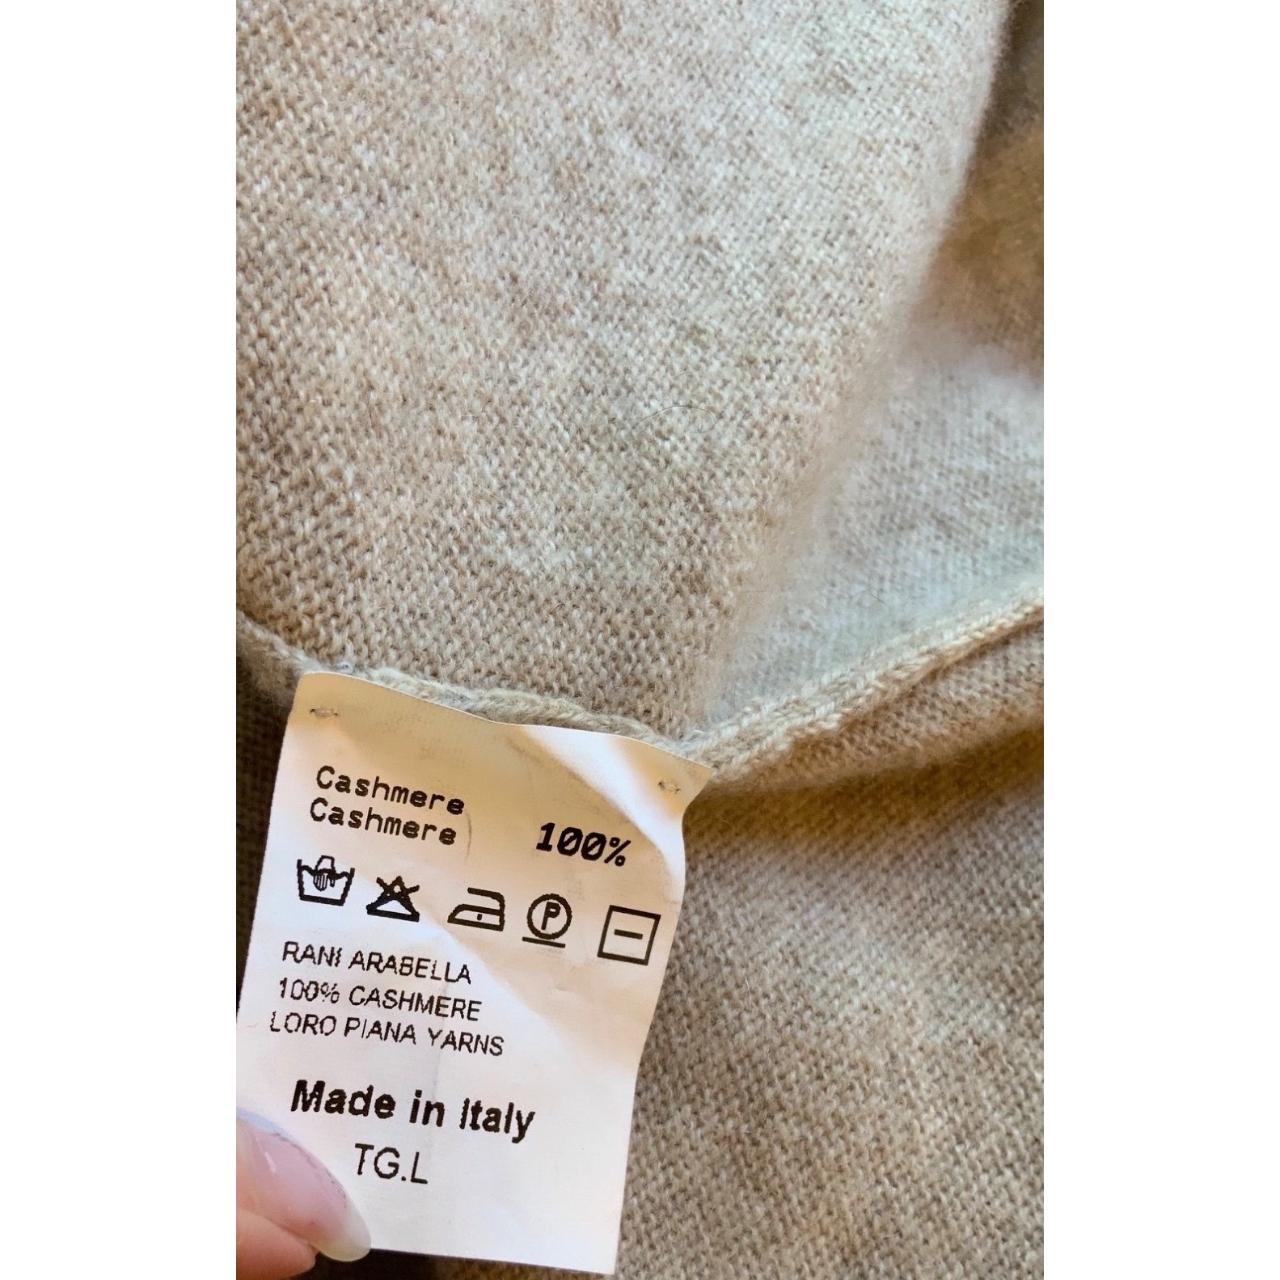 Cashmere
Cashmere 100%
P
RANI ARABELLA
100% CASHMERE
LORO PIANA YARNS
Made in Italy
TG.L